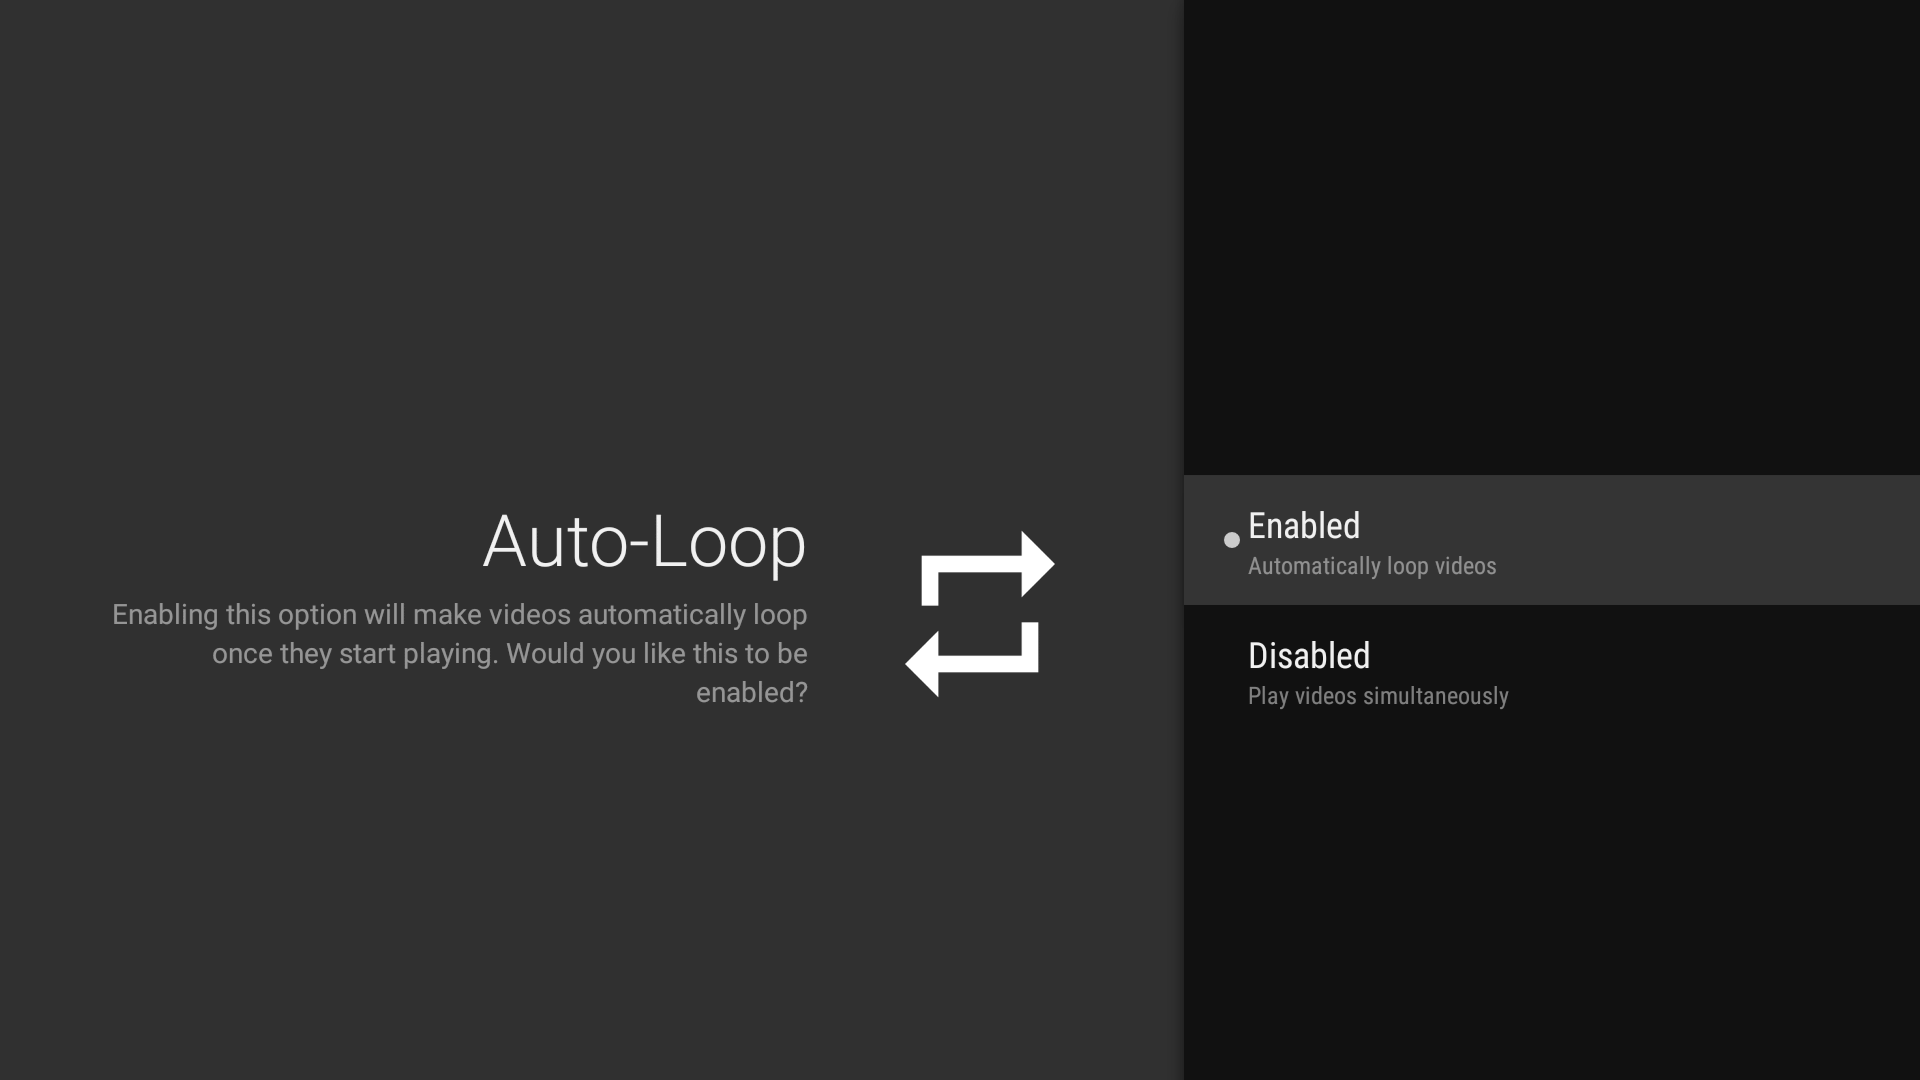 Auto-Loop
Enabling this option will make videos automatically loop
once they start playing. Would you like this to be
enabled?
Enabled
Automatically loop videos
Disabled
Play videos simultaneously